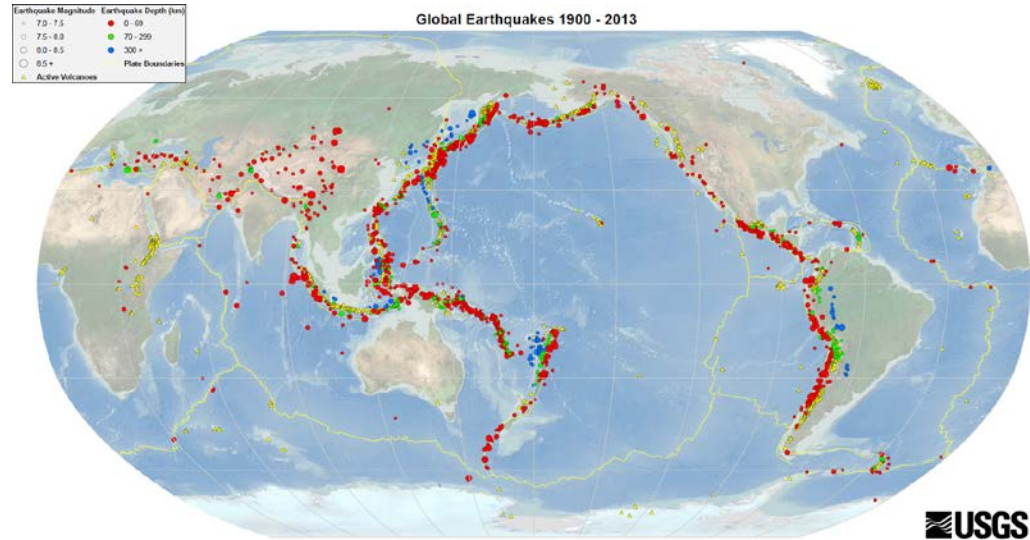 Global Earthquakes 1900 - 2013
Earthquake Magnitude
7.0 - 7.5
7.5 - 8.0
8.0 - 8.5
8.5 +
Active Volcanoes
Earthquake Depth (km)
0 - 69
70 - 299
300 +
Plate Boundaries
USGS